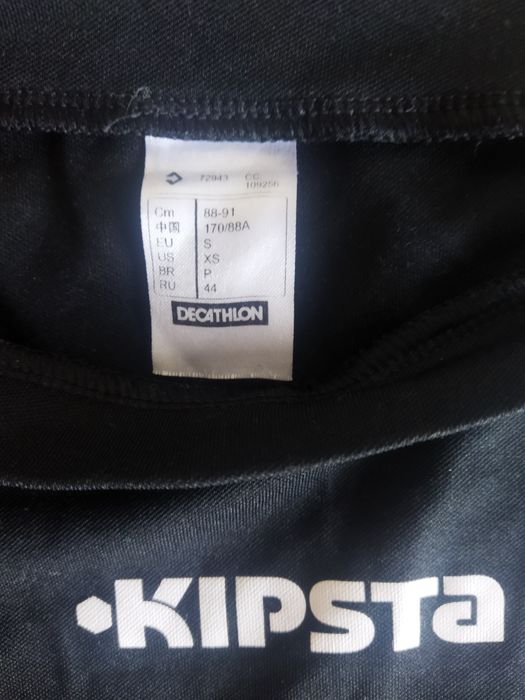 72943 CC
109256
Cm 88-91
中国 170/88A
EU S
US XS
BR P
RU 44
DECATHLON
KIPSTA